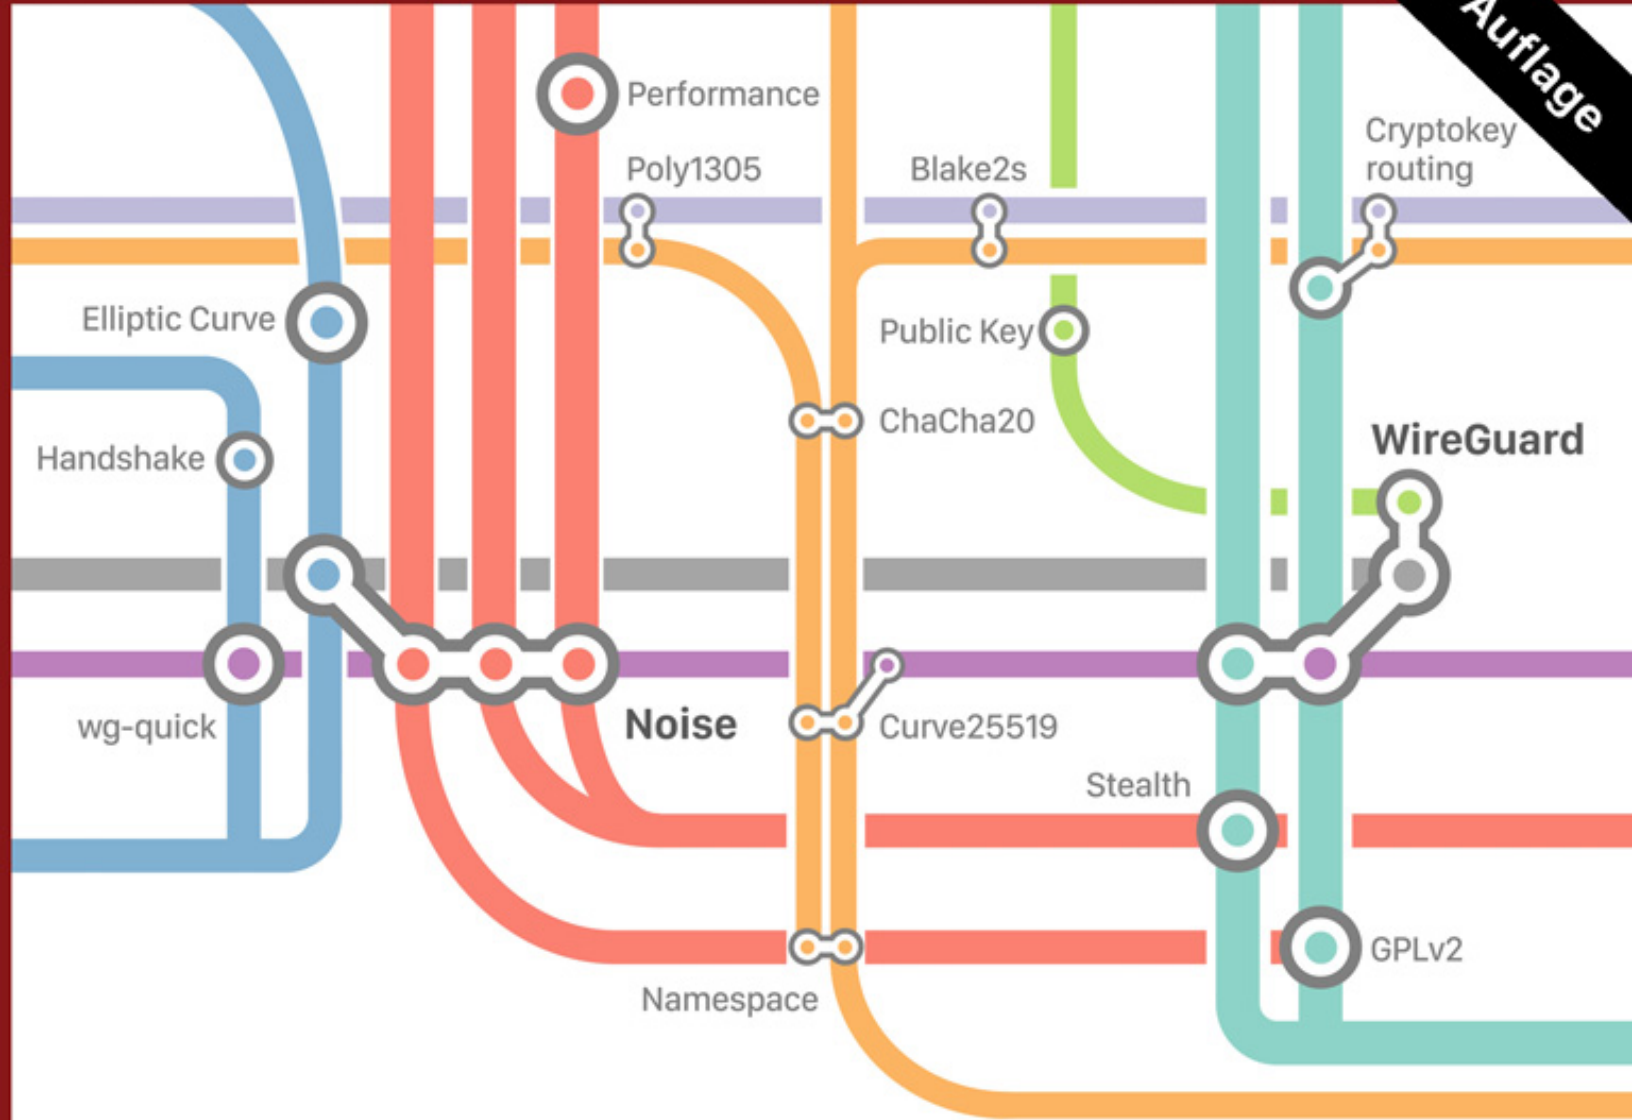 Auflage
Performance
Cryptokey
routing
Poly1305
Blake2s
Elliptic Curve
Public Key
ChaCha20
WireGuard
Handshake
wg-quick
Noise
Curve25519
Stealth
GPLv2
Namespace